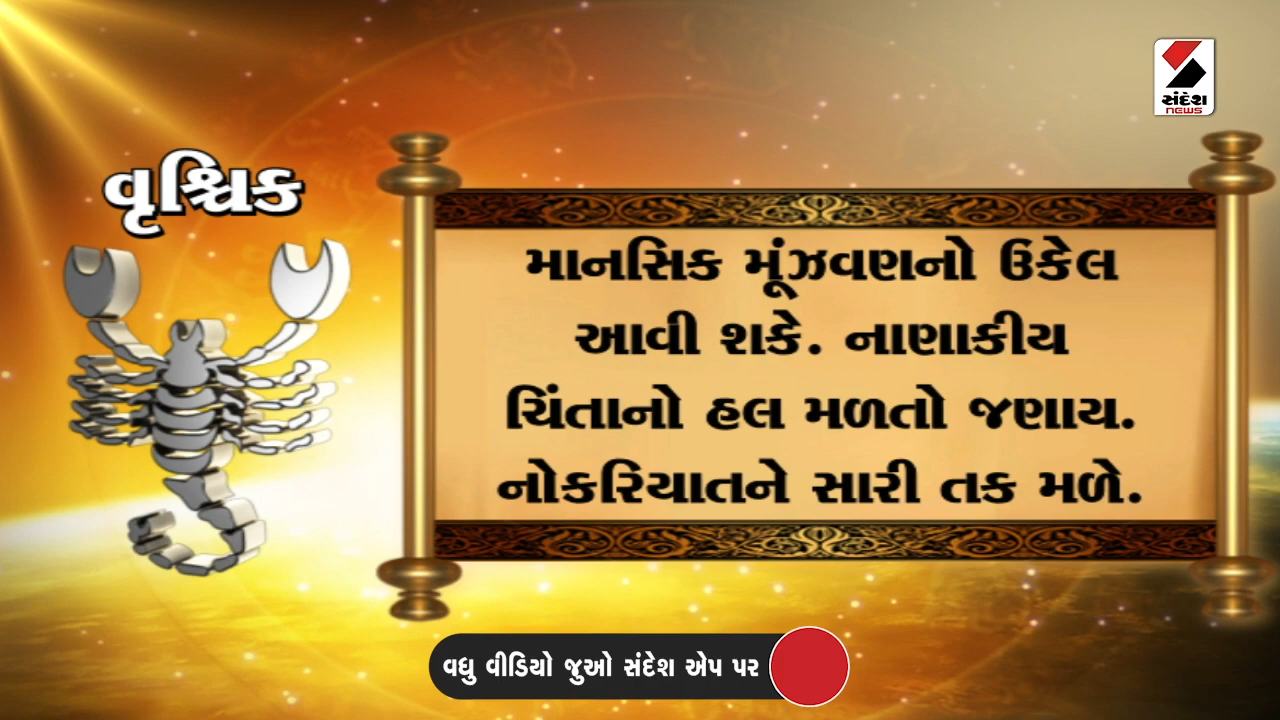 સંદેશ
NEWS
વૃશ્ચિક
માનસિક મૂંઝવણનો ઉકેલ
આવી શકે. નાણાકીય
ચિંતાનો હલ મળતો જણાય.
નોકરિયાતને સારી તક મળે.
વધુ વીડિયો જુઓ સંદેશ એપ પર